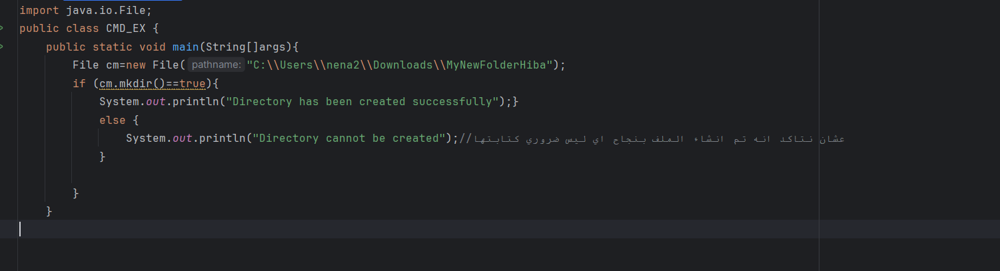 import java.io.File;
public class CMD_EX {
public static void main(String[]args){
File cm=new File( pathname: "C:\\Users\\nena2\\Downloads\\MyNewFolderHiba");
if (cm.mkdir()==true){
System.out.println("Directory has been created successfully");}
else {
System.out.println("Directory cannot be created");//عشان نتاكد انه تم انشاء الملف بنجاح اي ليس ضروري كتابتها
}
}
}